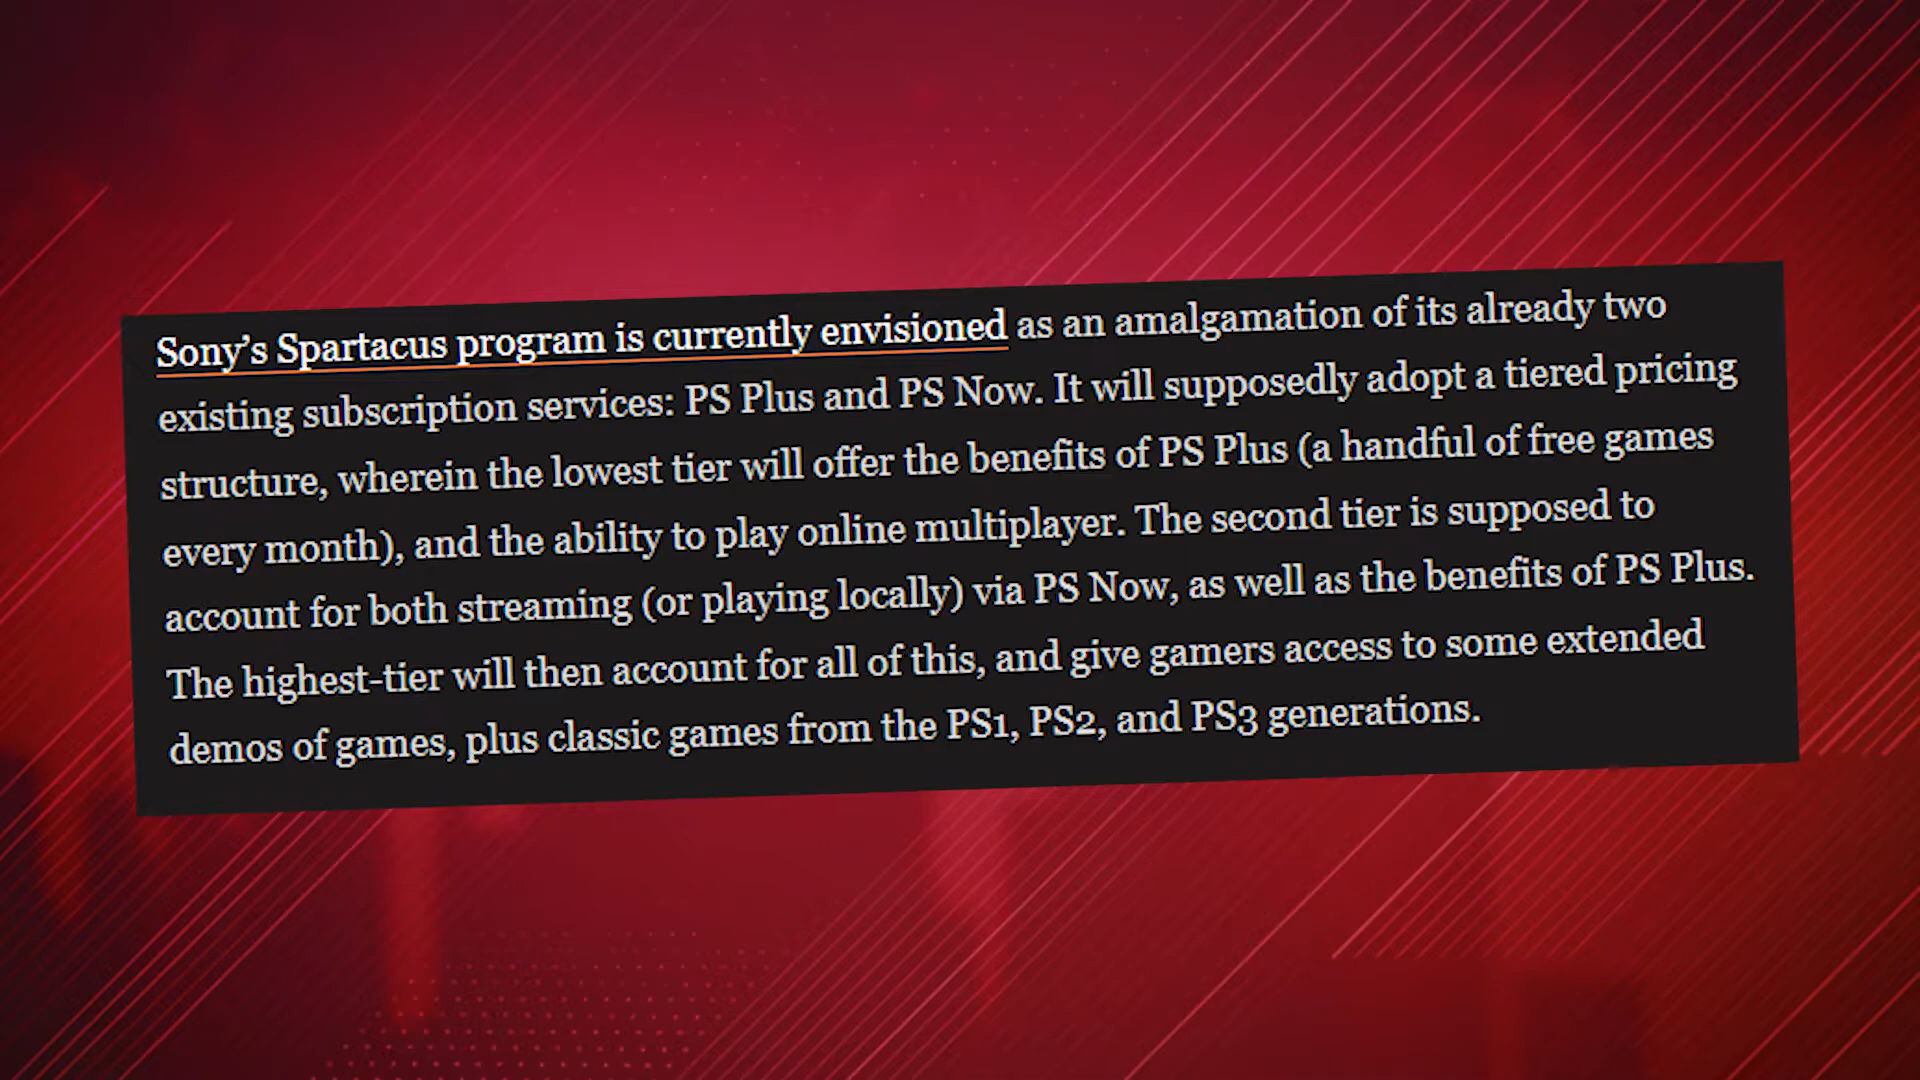 Sony’s Spartacus program is currently envisioned as an amalgamation of its already two
existing subscription services: PS Plus and PS Now. It will supposedly adopt a tiered pricing
structure, wherein the lowest tier will offer the benefits of PS Plus (a handful of free games
every month), and the ability to play online multiplayer. The second tier is supposed to
account for both streaming (or playing locally) via PS Now, as well as the benefits of PS Plus.
The highest-tier will then account for all of this, and give gamers access to some extended
demos of games, plus classic games from the PS1, PS2, and PS3 generations.